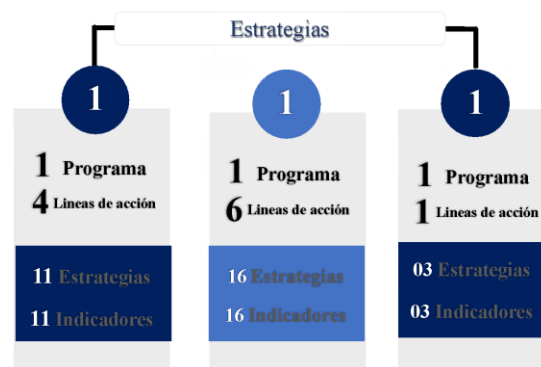 Estrategias
1
1 Programa
4 Lineas de acción
11 Estrategias
11 Indicadores
1
1 Programa
6 Lineas de acción
16 Estrategias
16 Indicadores
1
1 Programa
1 Lineas de acción
03 Estrategias
03 Indicadores